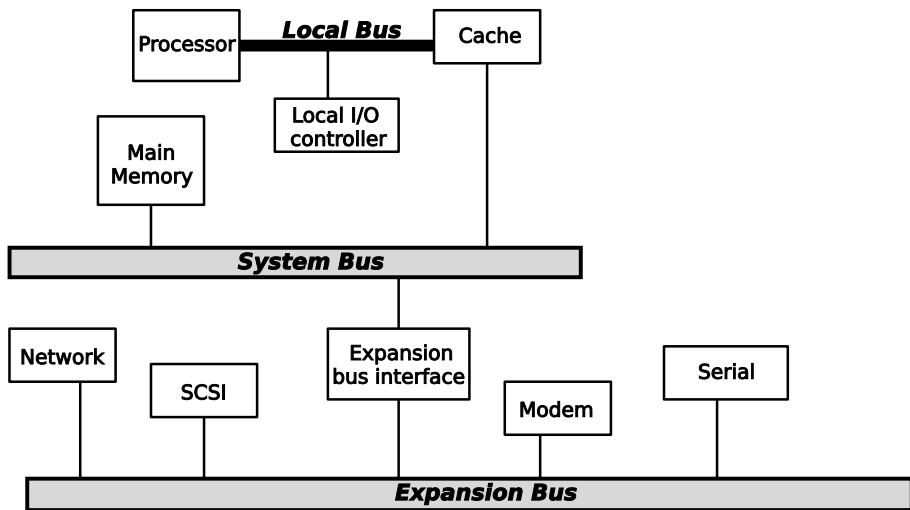 Processor
Local Bus
Cache
Local I/O
controller
Main
Memory
System Bus
Network
SCSI
Expansion
bus interface
Modem
Serial
Expansion Bus